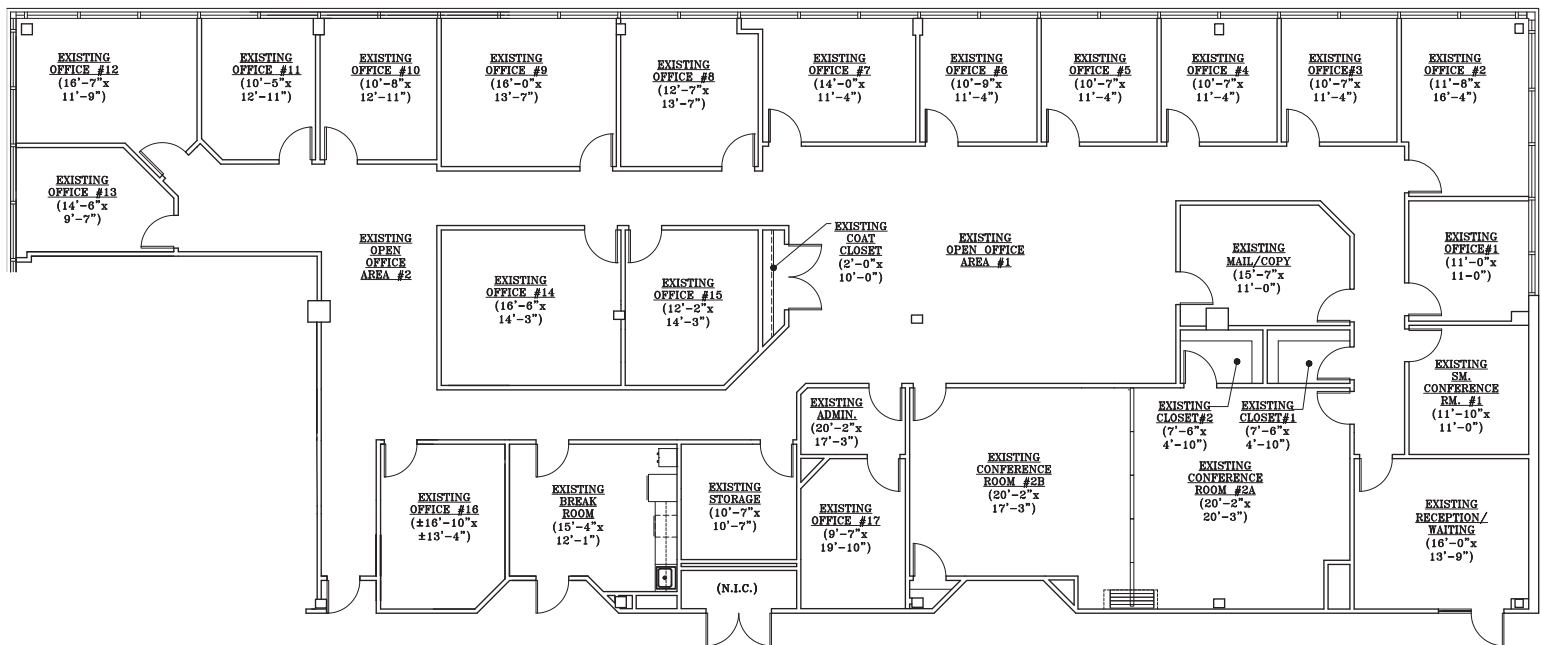 EXISTING
OFFICE #12
(16'-7"x
11'-9")
EXISTING
OFFICE #11
(10'-5"x
12'-11")
EXISTING
OFFICE #10
(10'-8"x
12'-11")
EXISTING
OFFICE #9
(16'-0"x
13'-7")
EXISTING
OFFICE #8
(12'-7"x
13'-7")
EXISTING
OFFICE #7
(14'-0"x
11'-4")
EXISTING
OFFICE #6
(10'-9"x
11'-4")
EXISTING
OFFICE #5
(10'-7"x
11'-4")
EXISTING
OFFICE #4
(10'-7"x
11'-4")
EXISTING
OFFICE#3
(10'-7"x
11'-4")
EXISTING
OFFICE #2
(11'-8"x
16'-4")
EXISTING
OFFICE #13
(14'-6"x
9'-7")
EXISTING
OPEN
OFFICE
AREA #2
EXISTING
OFFICE #14
(16'-6"x
14'-3")
EXISTING
OFFICE #15
(12'-2"x
14'-3")
EXISTING
COAT
CLOSET
(2'-0"x
10'-0")
EXISTING
OPEN OFFICE
AREA #1
EXISTING
MAIL/COPY
(15'-7"x
11'-0")
EXISTING
OFFICE#1
(11'-0"x
11-0")
EXISTING
SM.
CONFERENCE
RM. #1
(11'-10"x
11'-0")
EXISTING
ADMIN.
(20'-2"x
17'-3")
EXISTING
CLOSET#2
(7'-6"x
4'-10")
EXISTING
CLOSET#1
(7'-6"x
4'-10")
EXISTING
OFFICE #16
(±16'-10"x
±13'-4")
EXISTING
BREAK
ROOM
(15'-4"x
12'-1")
EXISTING
STORAGE
(10'-7"x
10'-7")
EXISTING
OFFICE #17
(9'-7"x
19'-10")
EXISTING
CONFERENCE
ROOM #2B
(20'-2"x
17'-3")
EXISTING
CONFERENCE
ROOM #2A
(20'-2"x
20'-3")
EXISTING
RECEPTION/
WAITING
(16'-0"x
13'-9")
(N.I.C.)